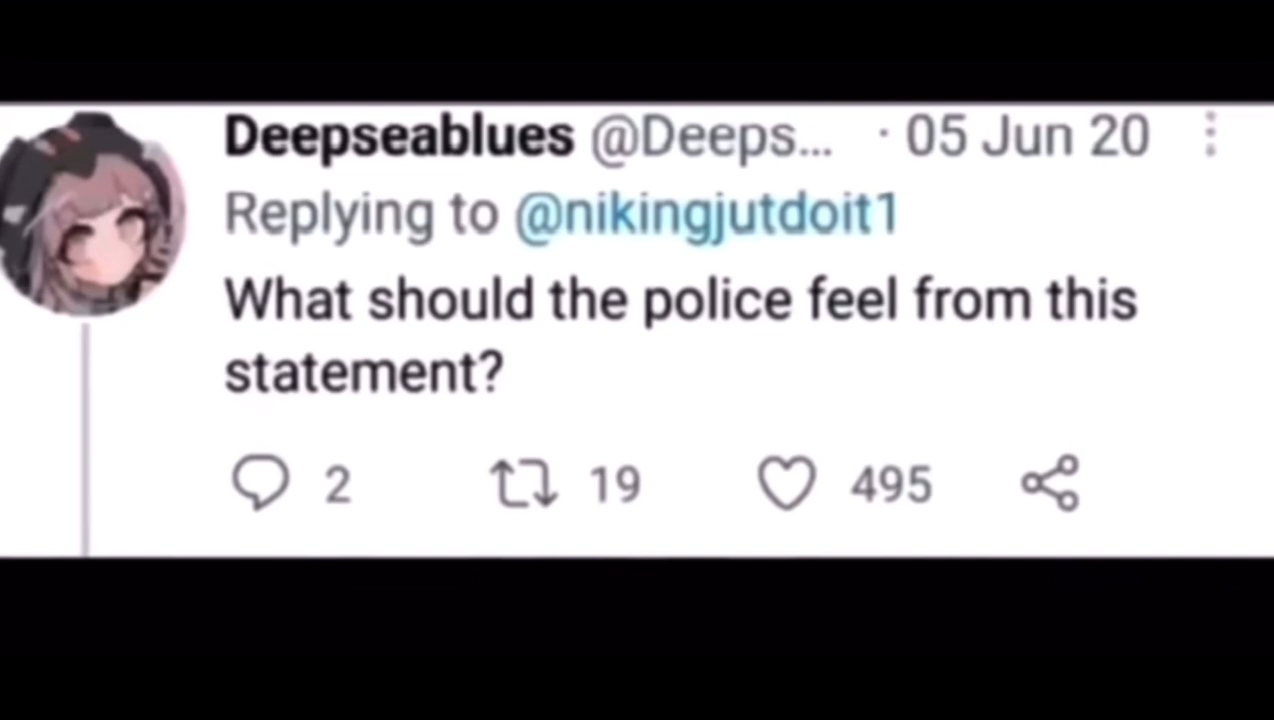 Deepseablues @Deeps... · 05 Jun 20
Replying to @nikingjutdoit1
What should the police feel from this
statement?
2 19 495